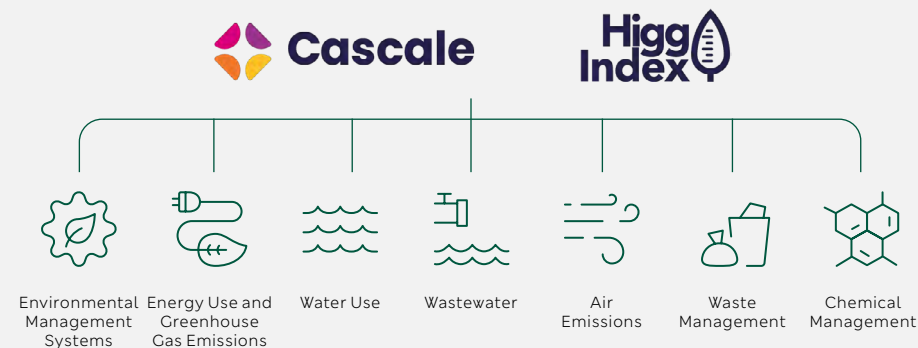 Cascale
Higg
Index
Environmental
Management
Systems
Energy Use and
Greenhouse
Gas Emissions
Water Use
Wastewater
Air
Emissions
Waste
Management
Chemical
Management